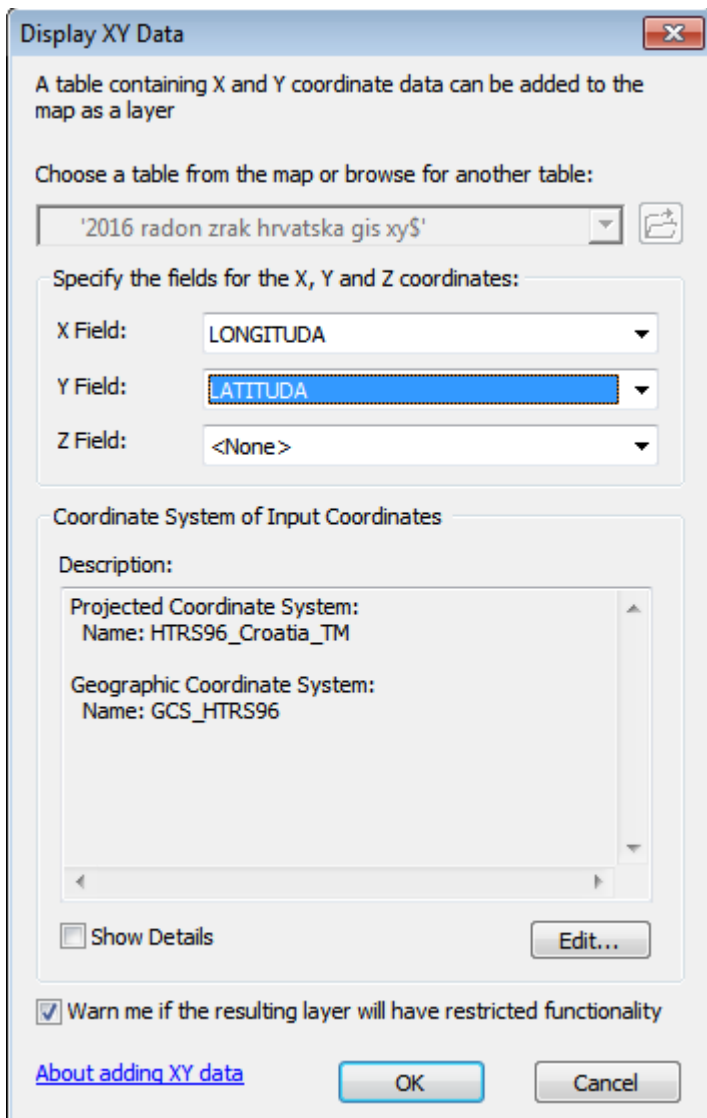 Display XY Data
A table containing X and Y coordinate data can be added to the
map as a layer
Choose a table from the map or browse for another table:
'2016 radon zrak hrvatska gis xy$'
Specify the fields for the X, Y and Z coordinates:
X Field: LONGITUDA
Y Field: LATITUDA
Z Field: <None>
Coordinate System of Input Coordinates
Description:
Projected Coordinate System:
Name: HTRS96_Croatia_TM
Geographic Coordinate System:
Name: GCS_HTRS96
Show Details Edit...
Warn me if the resulting layer will have restricted functionality
About adding XY data OK Cancel